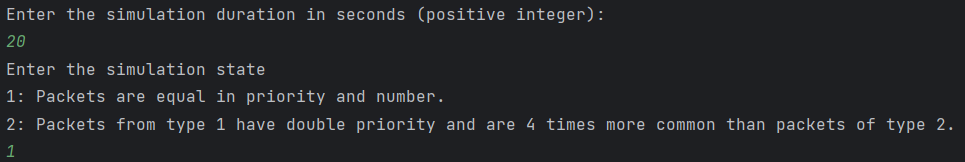 Enter the simulation duration in seconds (positive integer):
20
Enter the simulation state
1: Packets are equal in priority and number.
2: Packets from type 1 have double priority and are 4 times more common than packets of type 2.
1